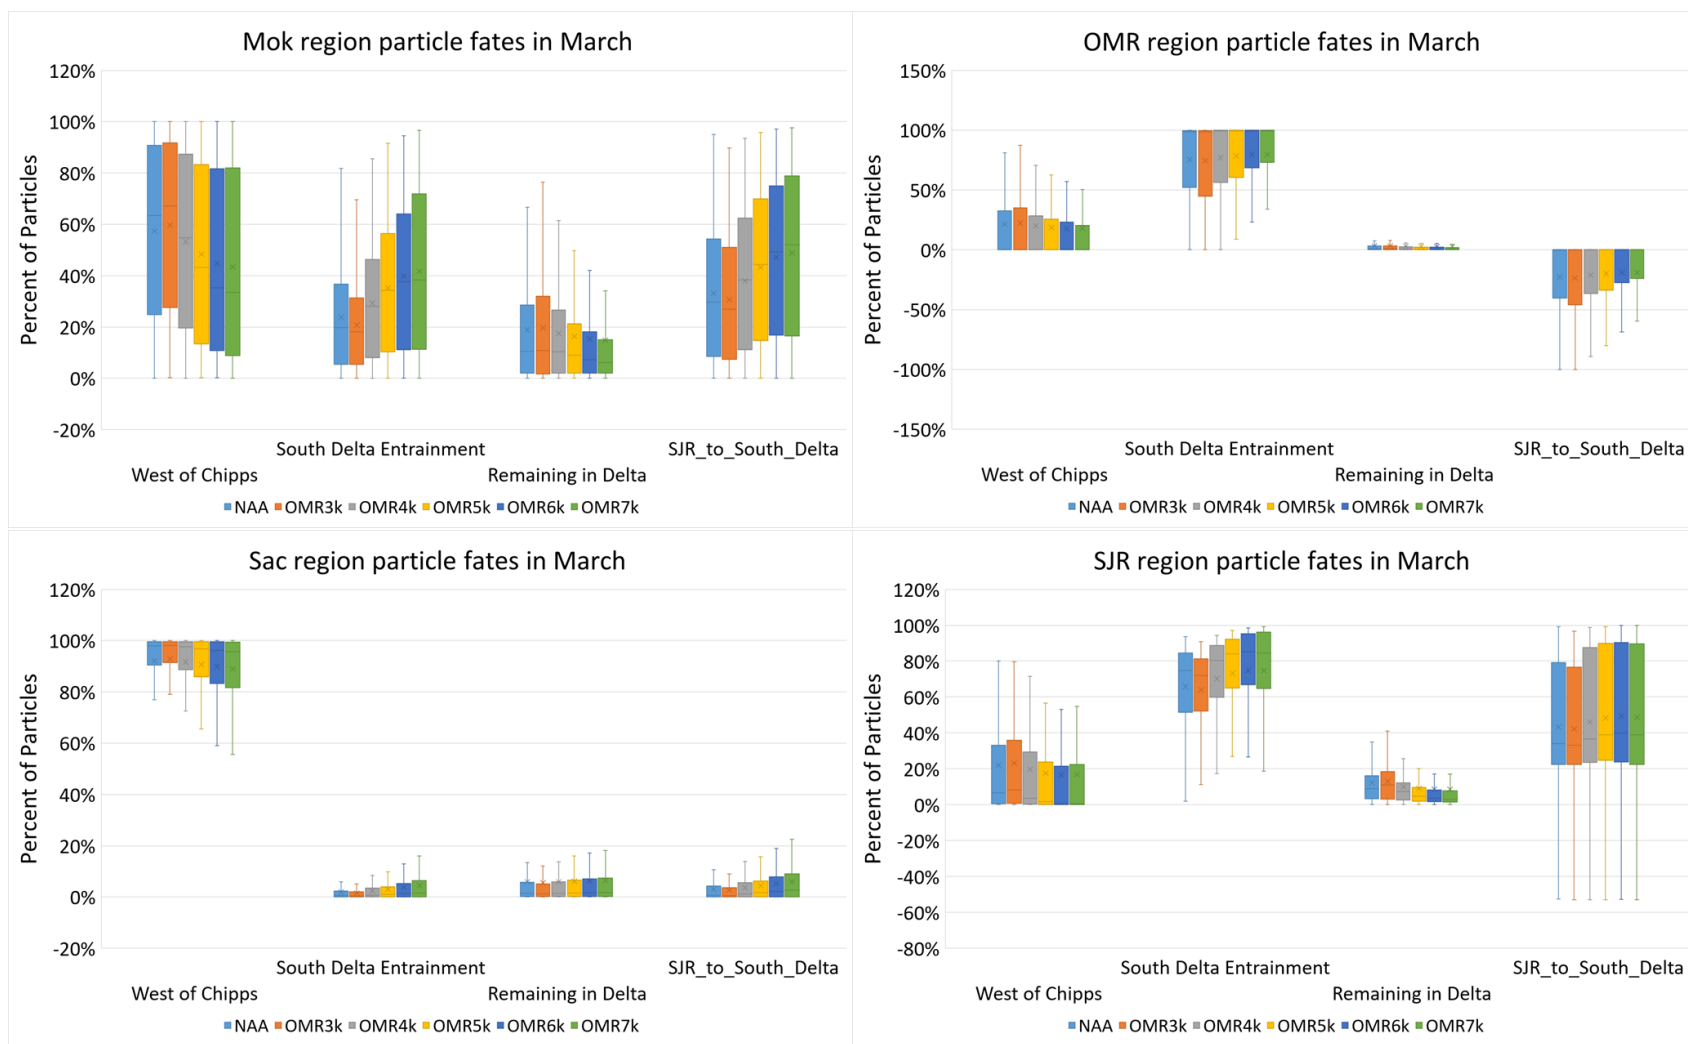 Mok region particle fates in March
120%
100%
80%
60%
40%
20%
0%
-20%
Percent of Particles
South Delta Entrainment
SJR_to_South_Delta
West of Chipps
Remaining in Delta
NAA OMR3k OMR4k OMR5k OMR6k OMR7k
OMR region particle fates in March
150%
100%
50%
0%
-50%
-100%
-150%
Percent of Particles
South Delta Entrainment
SJR_to_South_Delta
West of Chipps
Remaining in Delta
NAA OMR3k OMR4k OMR5k OMR6k OMR7k
Sac region particle fates in March
120%
100%
80%
60%
40%
20%
0%
-20%
Percent of Particles
South Delta Entrainment
SJR_to_South_Delta
West of Chipps
Remaining in Delta
NAA OMR3k OMR4k OMR5k OMR6k OMR7k
SJR region particle fates in March
120%
100%
80%
60%
40%
20%
0%
-20%
-40%
-60%
-80%
Percent of Particles
South Delta Entrainment
SJR_to_South_Delta
West of Chipps
Remaining in Delta
NAA OMR3k OMR4k OMR5k OMR6k OMR7k